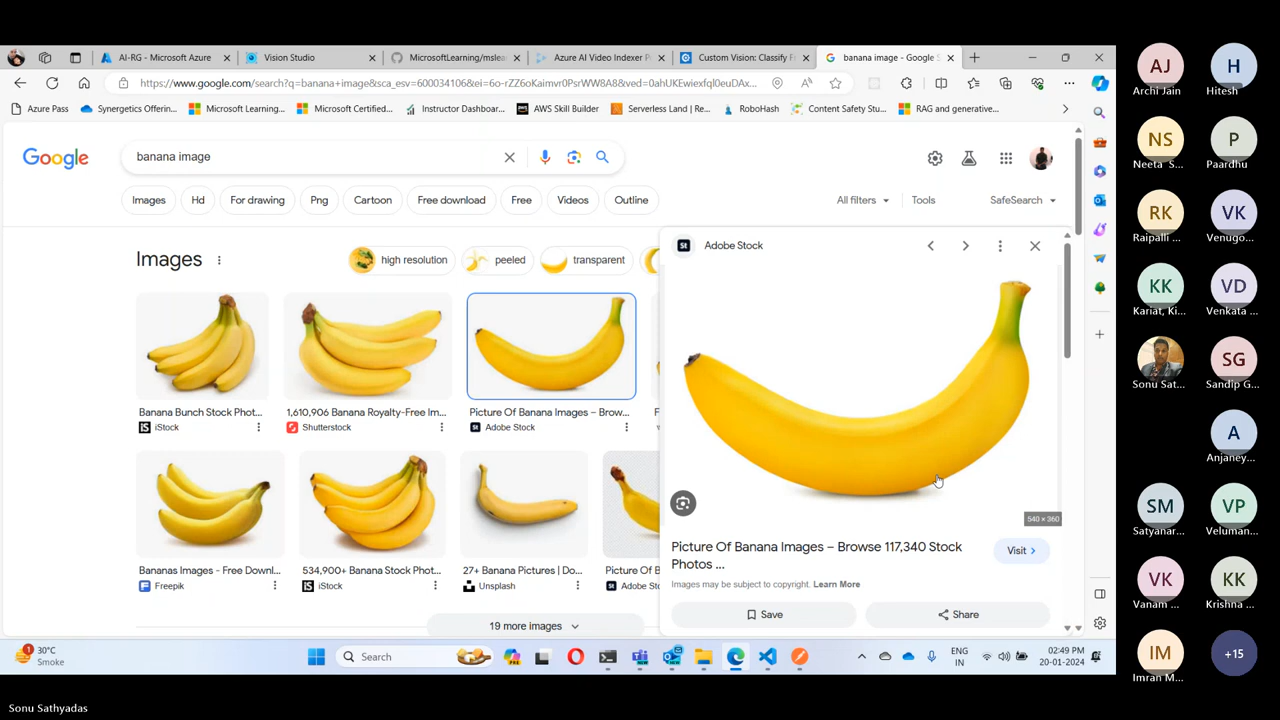 AI-RG - Microsoft Azure
Vision Studio
MicrosoftLearning/mslea
Azure AI Video Indexer P
Custom Vision: Classify F
banana image - Google S
https://www.google.com/search?q=banana+image&sca_esv=600034106&ei=6o-rZZ6oKaimvr0PsrWW8A8&ved=0ahUKEwiexfql0euDAx...
Azure Pass
Synergetics Offering...
Microsoft Learning...
Microsoft Certified...
Instructor Dashboar...
AWS Skill Builder
Serverless Land | Re...
RoboHash
Content Safety Stu...
RAG and generative...
Google
banana image
Images
Hd
For drawing
Png
Cartoon
Free download
Free
Videos
Outline
All filters
Tools
SafeSearch
Images
high resolution
peeled
transparent
St
Adobe Stock
Banana Bunch Stock Phot...
iS
iStock
1,610,906 Banana Royalty-Free Im...
Shutterstock
Picture Of Banana Images – Brow...
St
Adobe Stock
Bananas Images - Free Downl...
Freepik
534,900+ Banana Stock Phot...
iS
iStock
27+ Banana Pictures | Do...
Unsplash
Picture Of B
St
Adobe Sto
19 more images
540 × 360
Picture Of Banana Images – Browse 117,340 Stock
Photos ...
Visit
Images may be subject to copyright. Learn More
Save
Share
1
30°C
Smoke
Search
ENG
IN
02:49 PM
20-01-2024
AJ
Archi Jain
H
Hitesh
NS
Neeta S...
P
Paardhu
RK
Raipalli ...
VK
Venugo...
KK
Kariat, Ki...
VD
Venkata ...
Sonu Sat...
SG
Sandip G...
A
Anjaney...
SM
Satyanar...
VP
Veluman...
VK
Vanam ...
KK
Krishna ...
IM
Imran M...
+15
Sonu Sathyadas